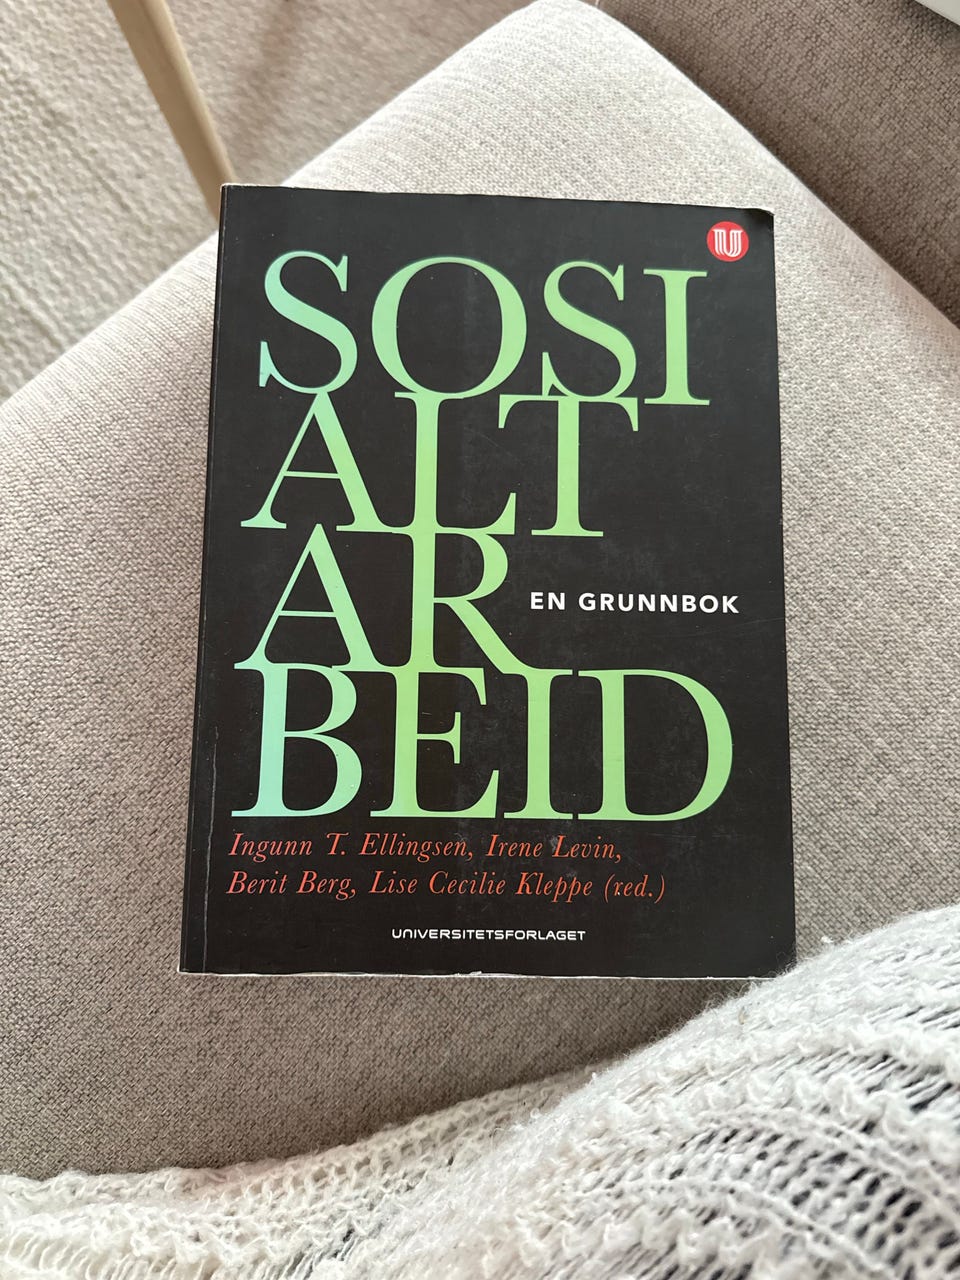 SOSI
ALT
AR
EN GRUNNBOK
BEID
Ingunn T. Ellingsen, Irene Levin,
Berit Berg, Lise Cecilie Kleppe (red.)
UNIVERSITETSFORLAGET